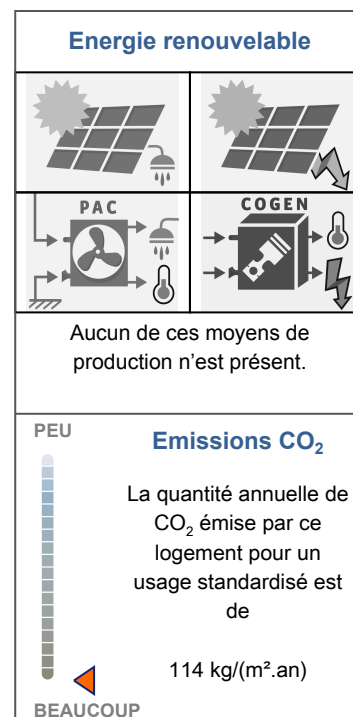 Energie renouvelable
PAC
COGEN
Aucun de ces moyens de
production n'est présent.
PEU
Emissions CO₂
La quantité annuelle de
CO₂ émise par ce
logement pour un
usage standardisé est
de
114 kg/(m².an)
BEAUCOUP